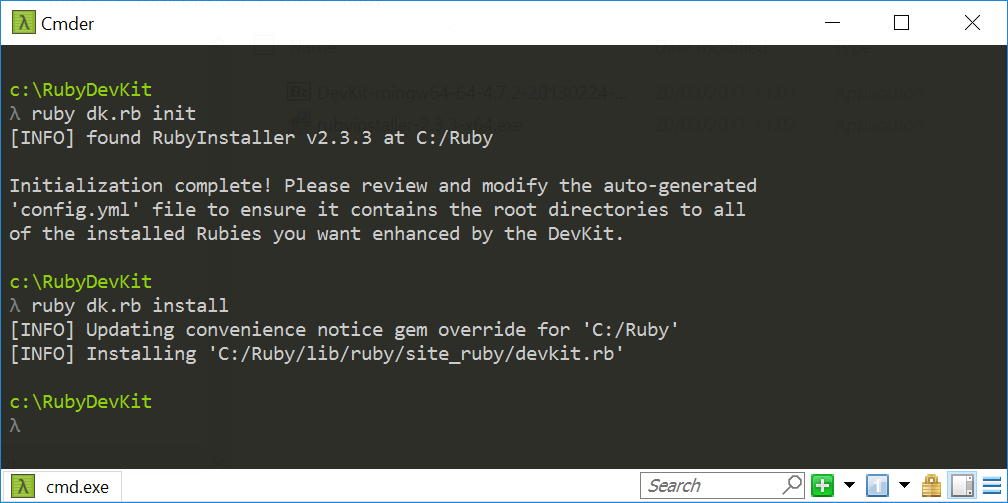 Cmder
c:\RubyDevKit
λ ruby dk.rb init
[INFO] found RubyInstaller v2.3.3 at C:/Ruby
Initialization complete! Please review and modify the auto-generated
'config.yml' file to ensure it contains the root directories to all
of the installed Rubies you want enhanced by the DevKit.
c:\RubyDevKit
λ ruby dk.rb install
[INFO] Updating convenience notice gem override for 'C:/Ruby'
[INFO] Installing 'C:/Ruby/lib/ruby/site_ruby/devkit.rb'
c:\RubyDevKit
λ
cmd.exe
Search
1